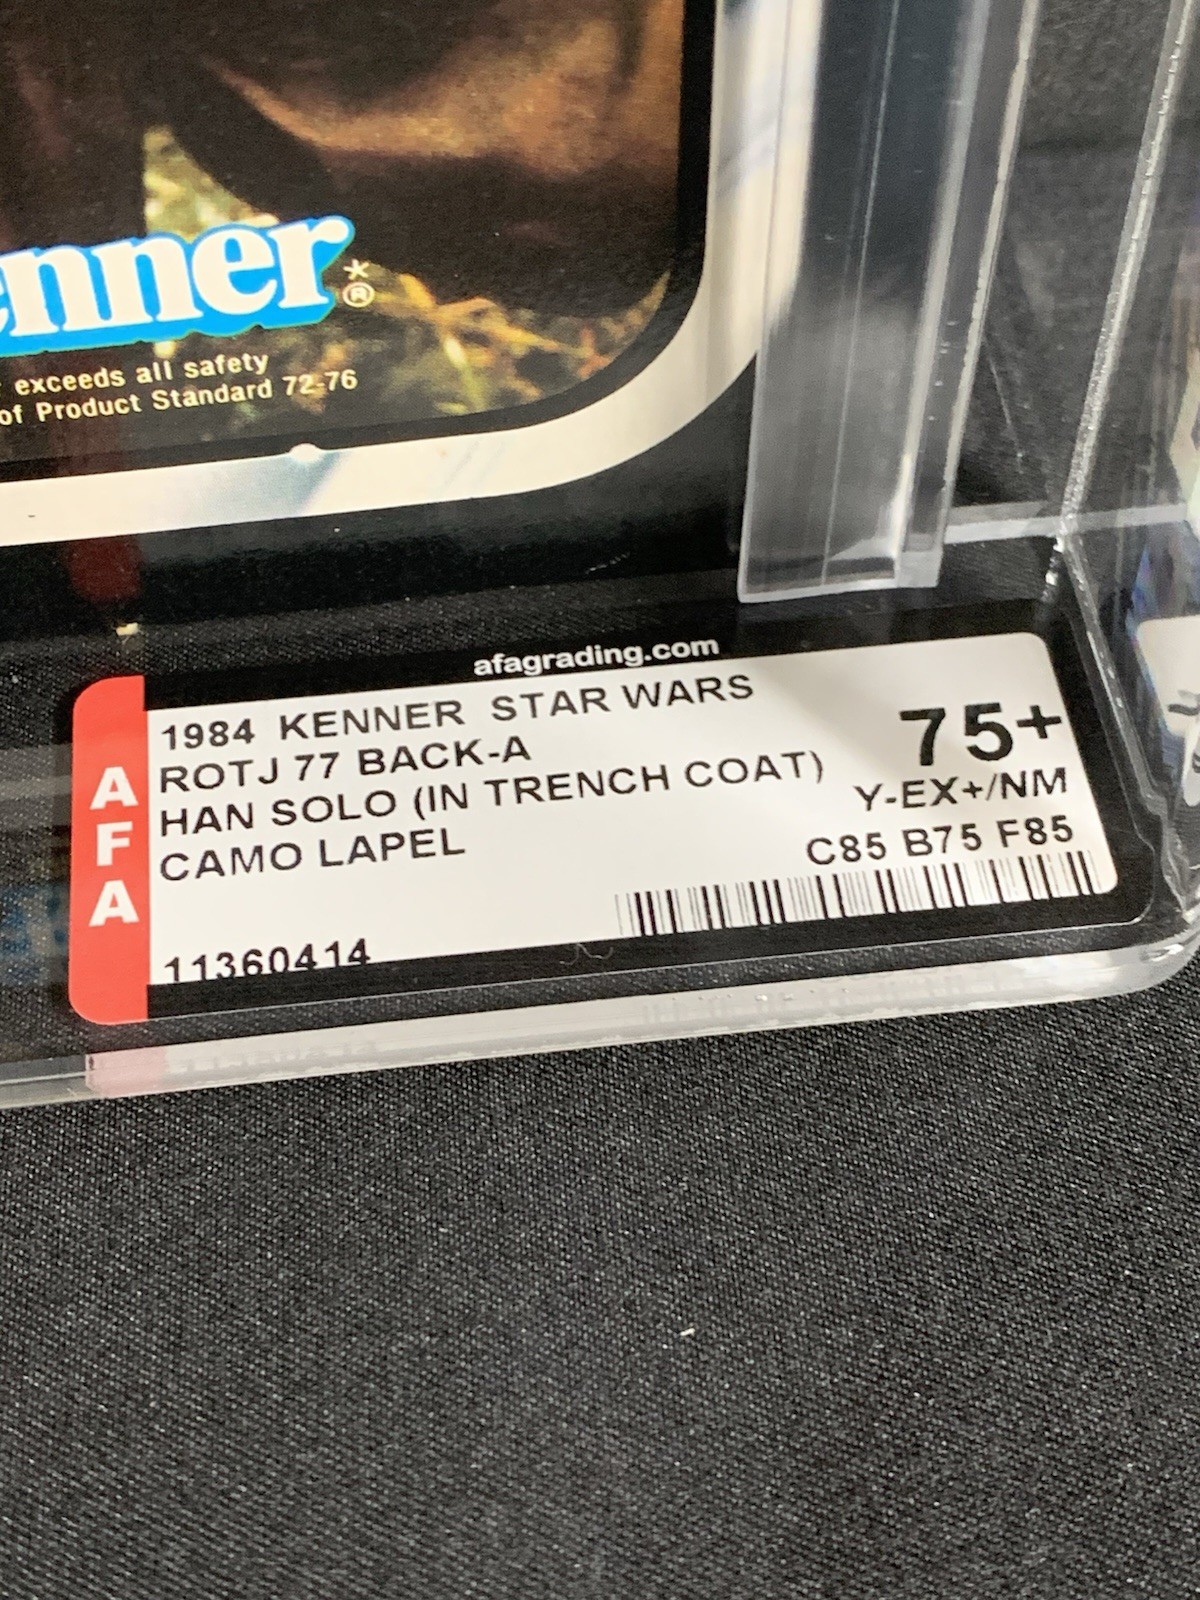 enner*®
exceeds all safety
of Product Standard 72-76
afagrading.com
AFA
1984 KENNER STAR WARS
ROTJ 77 BACK-A
HAN SOLO (IN TRENCH COAT)
CAMO LAPEL
11360414
75+
Y-EX+/NM
C85 B75 F85